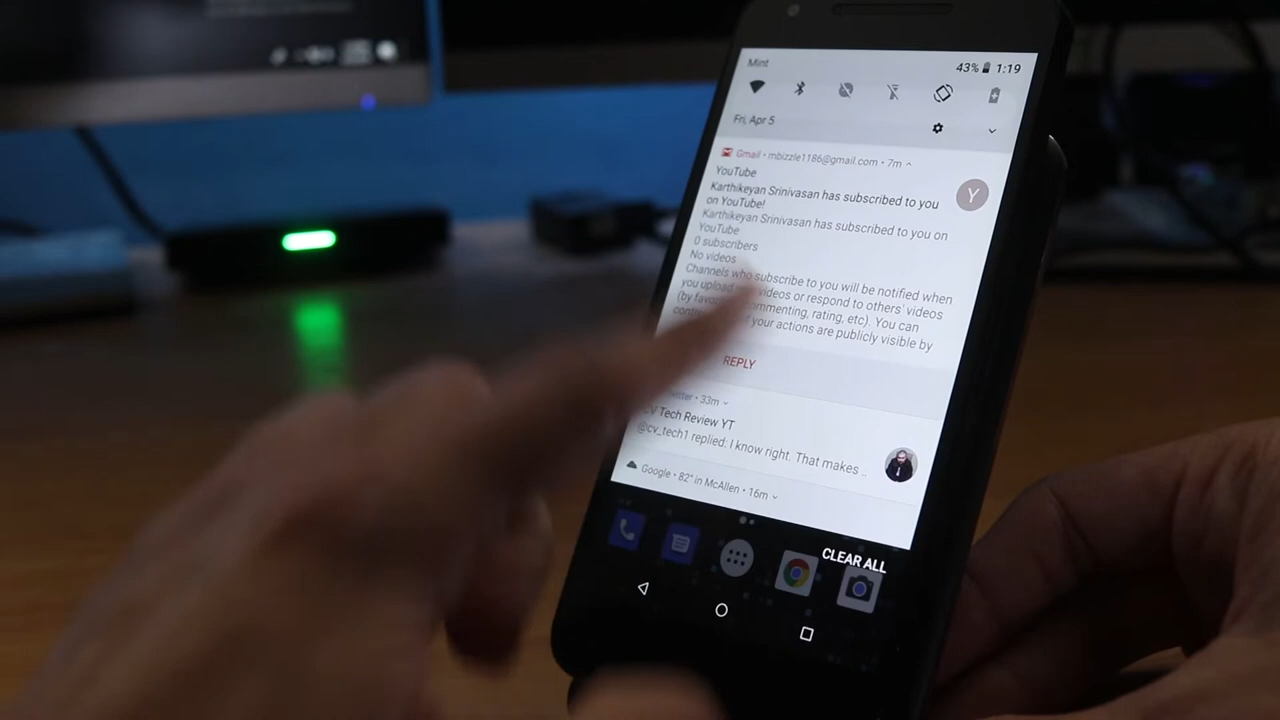 Mint 43% 1:19
Fri, Apr 5
Gmail • mbizzle1186@gmail.com • 7m
YouTube
Y
Karthikeyan Srinivasan has subscribed to you
on YouTube!
Karthikeyan Srinivasan has subscribed to you on
YouTube
0 subscribers
No videos
Channels who subscribe to you will be notified when
you upload videos or respond to others' videos
(by commenting, rating, etc). You can
your actions are publicly visible by
REPLY
• 33m
CV Tech Review YT
@cv_tech1 replied: I know right. That makes ..
Google • 82° in McAllen • 16m
CLEAR ALL